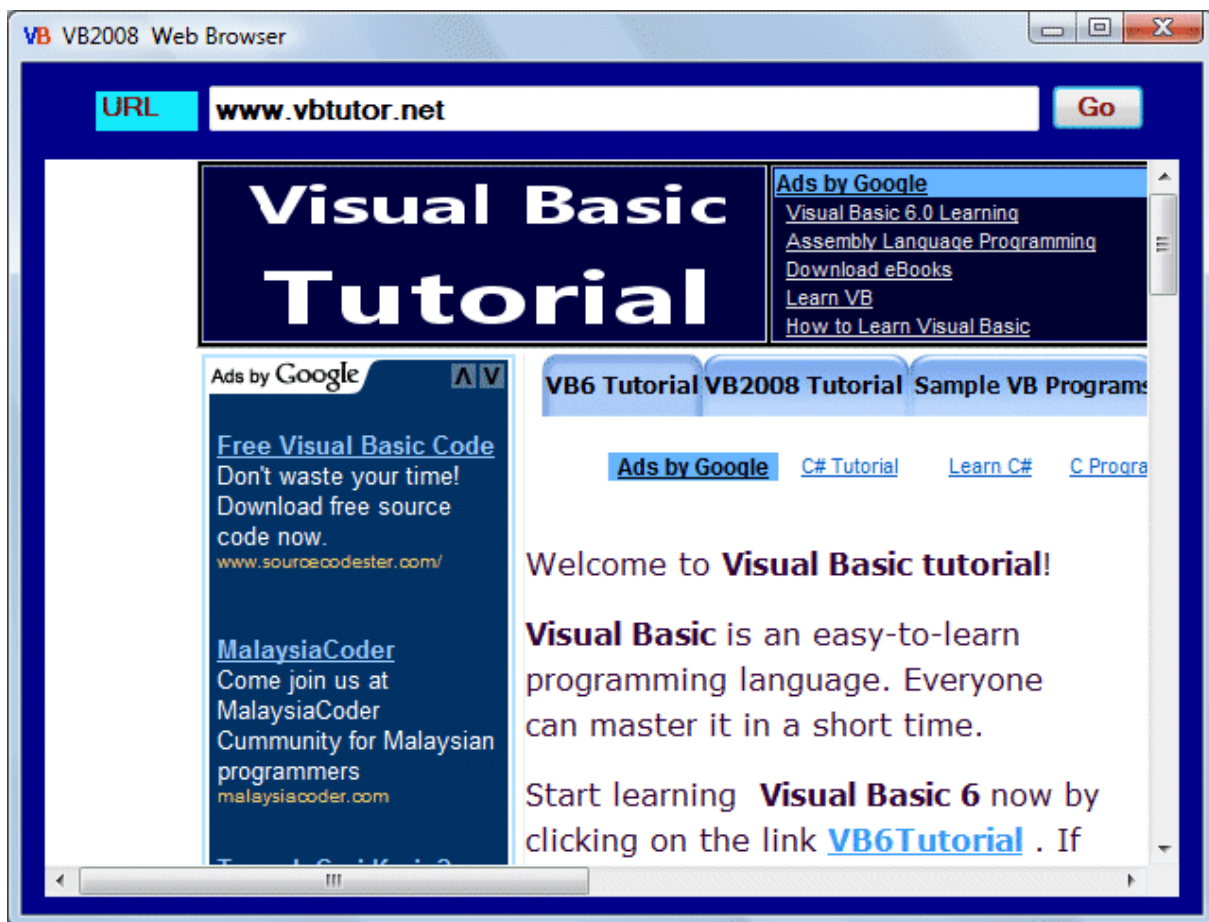 VB VB2008 Web Browser
URL www.vbtutor.net Go
Visual Basic
Tutorial
Ads by Google
Visual Basic 6.0 Learning
Assembly Language Programming
Download eBooks
Learn VB
How to Learn Visual Basic
Ads by Google
Free Visual Basic Code
Don't waste your time!
Download free source
code now.
www.sourcecodester.com/
MalaysiaCoder
Come join us at
MalaysiaCoder
Cummunity for Malaysian
programmers
malaysiacoder.com
VB6 Tutorial VB2008 Tutorial Sample VB Programs
Ads by Google C# Tutorial Learn C# C Progra
Welcome to Visual Basic tutorial!
Visual Basic is an easy-to-learn
programming language. Everyone
can master it in a short time.
Start learning Visual Basic 6 now by
clicking on the link VB6Tutorial . If